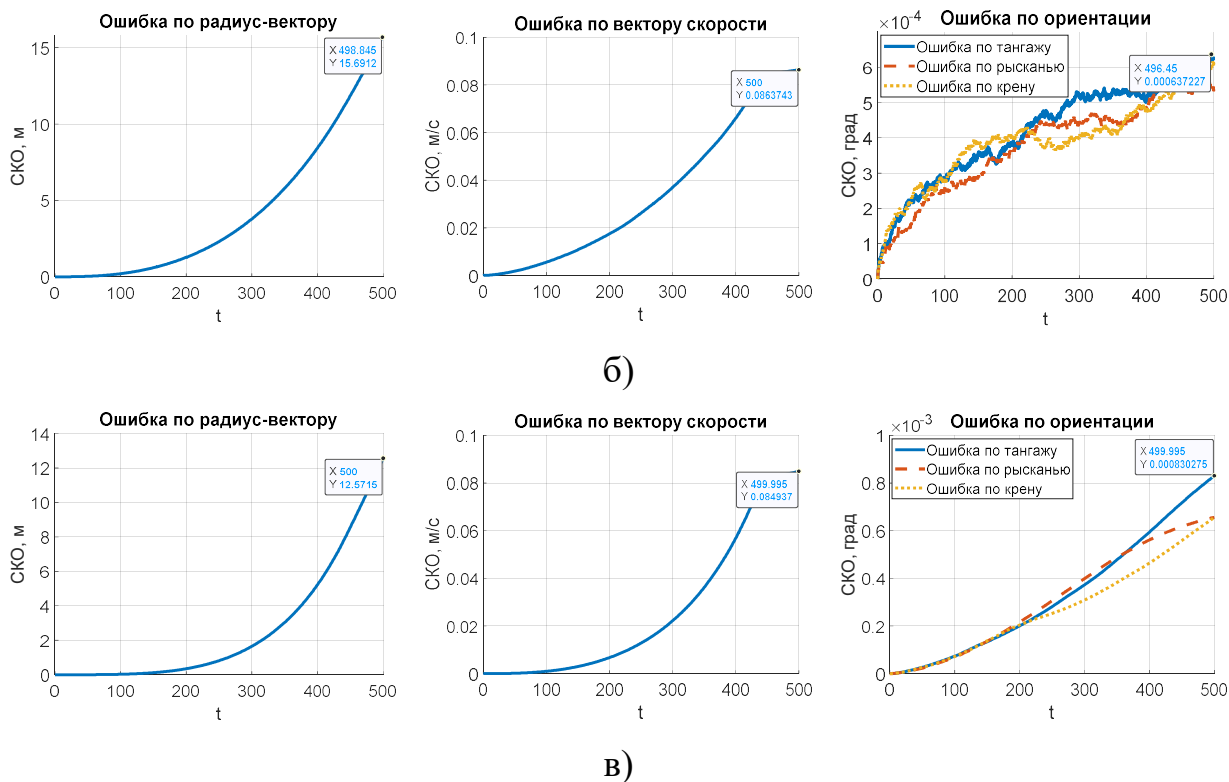 Ошибка по радиус-вектору
СКО, м
15
10
5
0
0 100 200 300 400 500
t
X 498.845
Y 15.6912
Ошибка по вектору скорости
СКО, м/с
0.1
0.08
0.06
0.04
0.02
0
0 100 200 300 400 500
t
X 500
Y 0.0863743
Ошибка по ориентации
×10-4
СКО, град
6
5
4
3
2
1
0
0 100 200 300 400 500
t
Ошибка по тангажу
Ошибка по рысканью
Ошибка по крену
X 496.45
Y 0.000637227
б)
Ошибка по радиус-вектору
СКО, м
14
12
10
8
6
4
2
0
0 100 200 300 400 500
t
X 500
Y 12.5715
Ошибка по вектору скорости
СКО, м/с
0.1
0.08
0.06
0.04
0.02
0
0 100 200 300 400 500
t
X 499.995
Y 0.084937
Ошибка по ориентации
×10-3
СКО, град
1
0.8
0.6
0.4
0.2
0
0 100 200 300 400 500
t
Ошибка по тангажу
Ошибка по рысканью
Ошибка по крену
X 499.995
Y 0.000830275
в)